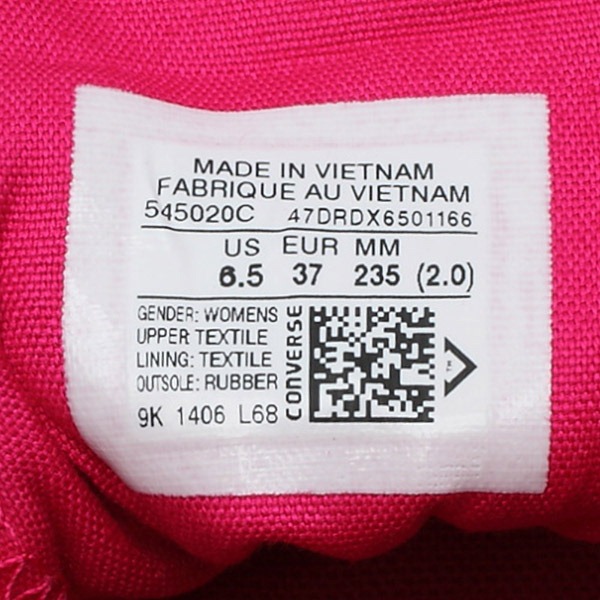 MADE IN VIETNAM
FABRIQUE AU VIETNAM
545020C 47DRDX6501166
US EUR MM
6.5 37 235 (2.0)
GENDER: WOMENS
UPPER TEXTILE
LINING: TEXTILE
OUTSOLE: RUBBER
9K 1406 L68
CONVERSE
TM